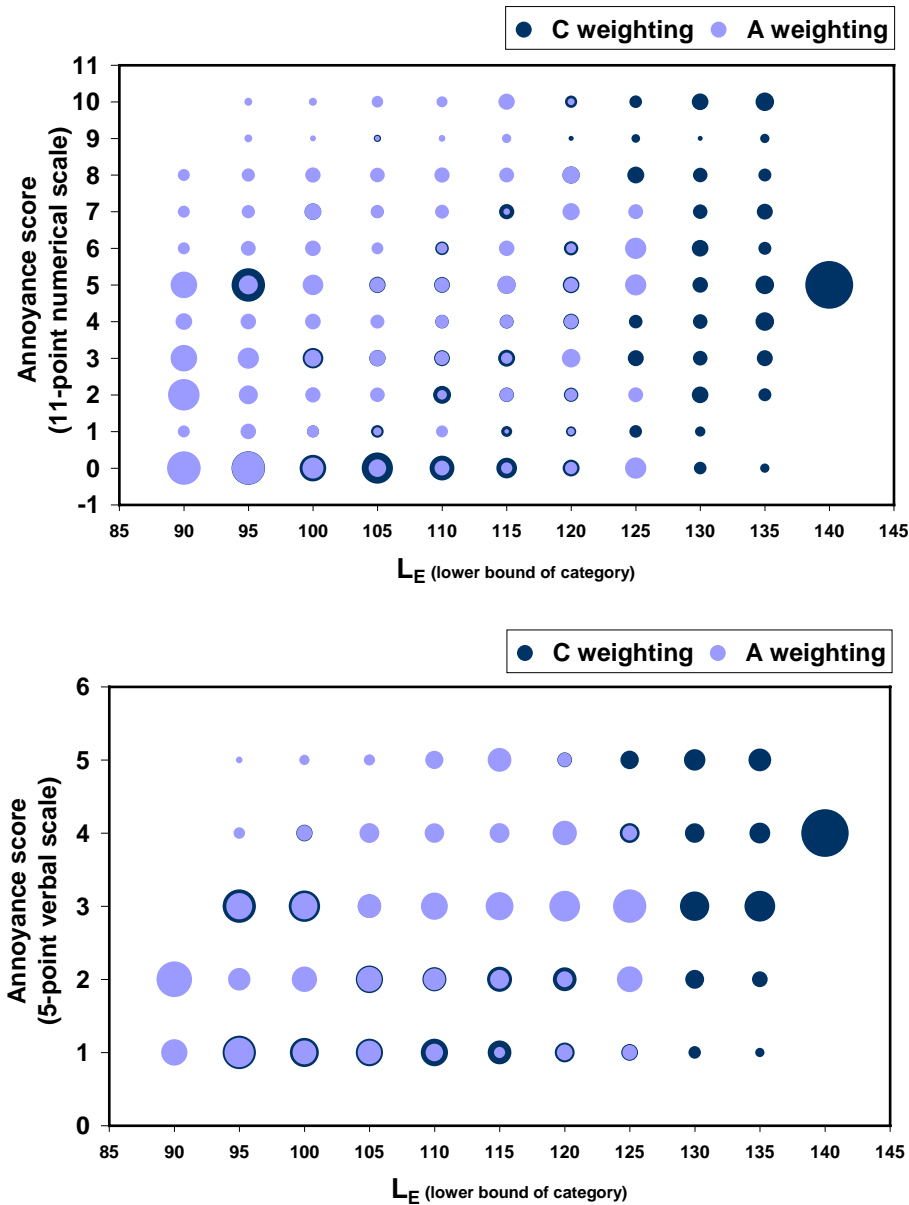 C weighting A weighting
11
10
9
8
7
6
5
4
3
2
1
0
-1
Annoyance score
(11-point numerical scale)
85 90 95 100 105 110 115 120 125 130 135 140 145
LE (lower bound of category)
C weighting A weighting
6
5
4
3
2
1
0
Annoyance score
(5-point verbal scale)
85 90 95 100 105 110 115 120 125 130 135 140 145
LE (lower bound of category)